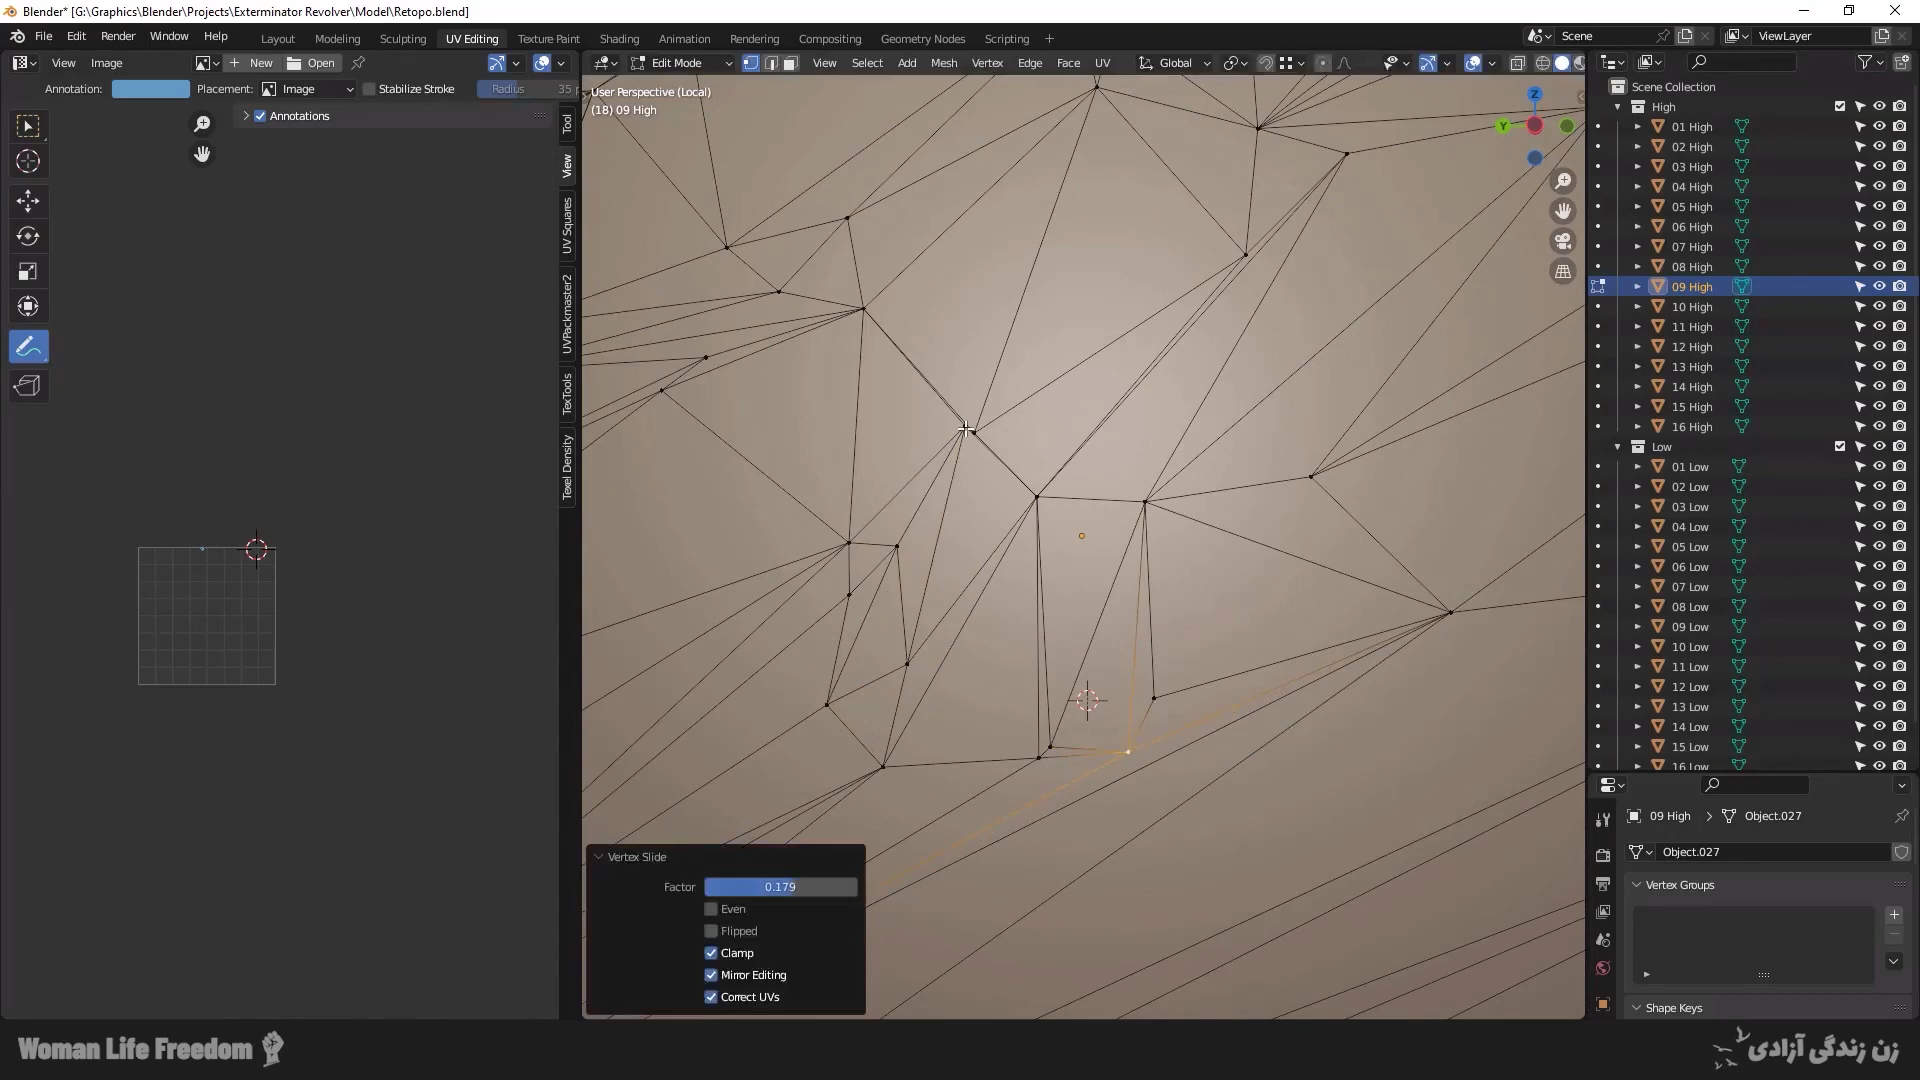 Blender* [G:\Graphics\Blender\Projects\Exterminator Revolver\Model\Retopo.blend]
File Edit Render Window Help Layout Modeling Sculpting UV Editing Texture Paint Shading Animation Rendering Compositing Geometry Nodes Scripting Scene ViewLayer
View Image New Open Edit Mode View Select Add Mesh Vertex Edge Face UV Global
Annotation: Placement: Image Stabilize Stroke Radius 35
Annotations
Tool
View
UV Squares
UVPackmaster2
TexTools
Texel Density
User Perspective (Local)
(18) 09 High
Z
Y
Vertex Slide
Factor 0.179
Even
Flipped
Clamp
Mirror Editing
Correct UVs
Scene Collection
High
01 High
02 High
03 High
04 High
05 High
06 High
07 High
08 High
09 High
10 High
11 High
12 High
13 High
14 High
15 High
16 High
Low
01 Low
02 Low
03 Low
04 Low
05 Low
06 Low
07 Low
08 Low
09 Low
10 Low
11 Low
12 Low
13 Low
14 Low
15 Low
16 Low
09 High Object.027
Object.027
Vertex Groups
Shape Keys
Woman Life Freedom
زن زندگی آزادی